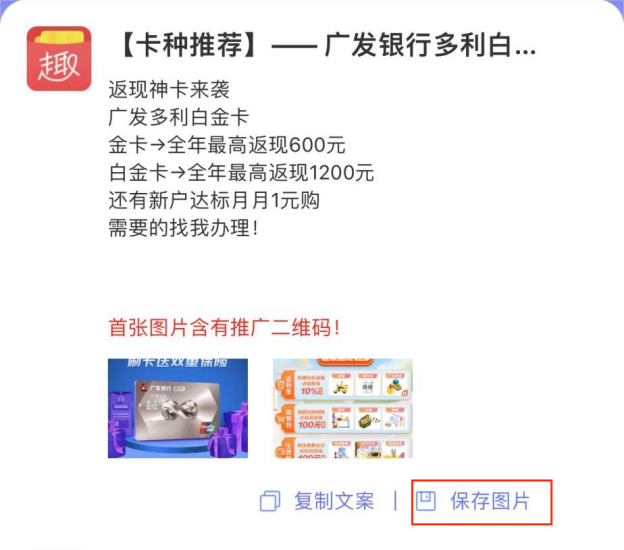 趣
【卡种推荐】—— 广发银行多利白...
返现神卡来袭
广发多利白金卡
金卡→全年最高返现600元
白金卡→全年最高返现1200元
还有新户达标月月1元购
需要的找我办理！
首张图片含有推广二维码！
刷卡送双重保险
广发银行 CGB
10%
100元
100元
复制文案 | 保存图片